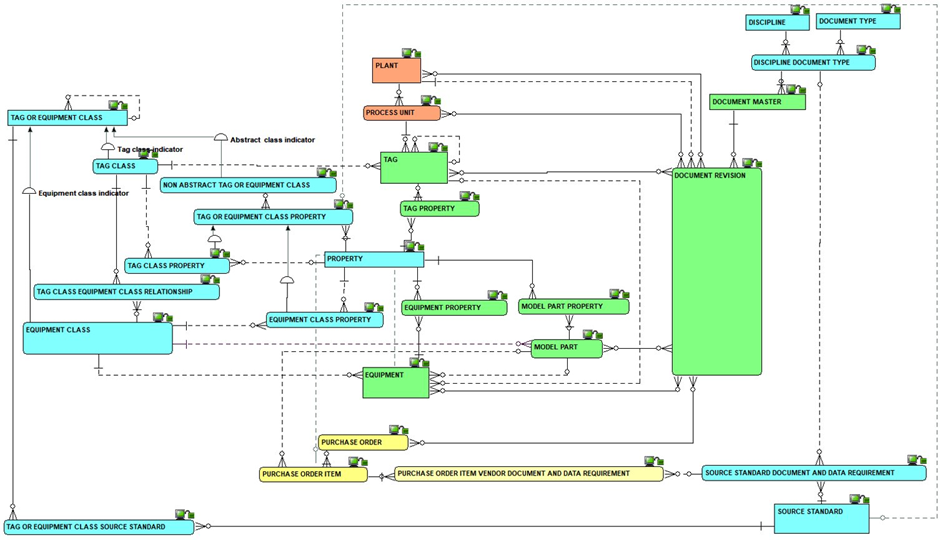 DISCIPLINE
DOCUMENT TYPE
DISCIPLINE DOCUMENT TYPE
PLANT
DOCUMENT MASTER
PROCESS UNIT
TAG OR EQUIPMENT CLASS
Abstract class indicator
Tag class indicator
TAG
TAG CLASS
DOCUMENT REVISION
NON ABSTRACT TAG OR EQUIPMENT CLASS
Equipment class indicator
TAG PROPERTY
TAG OR EQUIPMENT CLASS PROPERTY
PROPERTY
TAG CLASS PROPERTY
TAG CLASS EQUIPMENT CLASS RELATIONSHIP
EQUIPMENT PROPERTY
MODEL PART PROPERTY
EQUIPMENT CLASS PROPERTY
EQUIPMENT CLASS
MODEL PART
EQUIPMENT
PURCHASE ORDER
PURCHASE ORDER ITEM
PURCHASE ORDER ITEM VENDOR DOCUMENT AND DATA REQUIREMENT
SOURCE STANDARD DOCUMENT AND DATA REQUIREMENT
SOURCE STANDARD
TAG OR EQUIPMENT CLASS SOURCE STANDARD